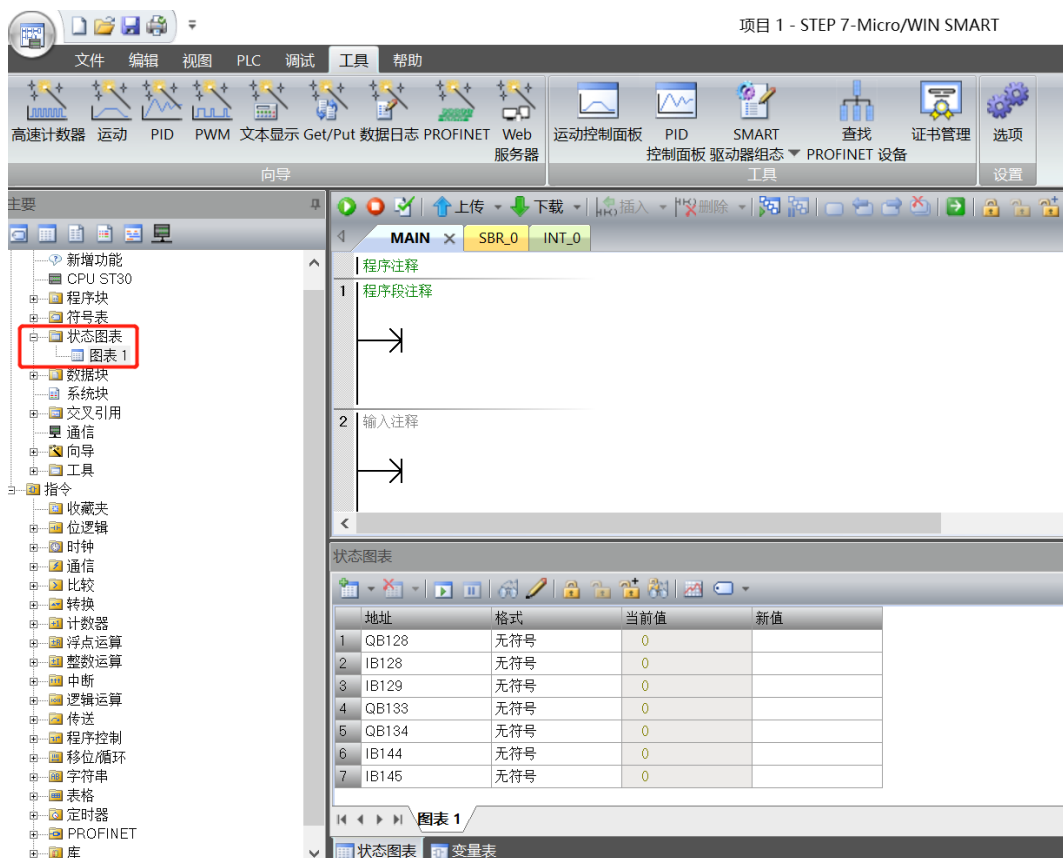 项目 1 - STEP 7-Micro/WIN SMART
文件 编辑 视图 PLC 调试 工具 帮助
高速计数器 运动 PID PWM 文本显示 Get/Put 数据日志 PROFINET Web 服务器
向导
运动控制面板 PID 控制面板 SMART 驱动器组态 查找 PROFINET 设备 证书管理
工具
选项
设置
主要
新增功能
CPU ST30
程序块
符号表
状态图表
图表 1
数据块
系统块
交叉引用
通信
向导
工具
指令
收藏夹
位逻辑
时钟
通信
比较
转换
计数器
浮点运算
整数运算
中断
逻辑运算
传送
程序控制
移位/循环
字符串
表格
定时器
PROFINET
库
上传 下载 插入 删除
MAIN SBR_0 INT_0
程序注释
1 程序段注释
2 输入注释
状态图表
地址 格式 当前值 新值
1 QB128 无符号 0
2 IB128 无符号 0
3 IB129 无符号 0
4 QB133 无符号 0
5 QB134 无符号 0
6 IB144 无符号 0
7 IB145 无符号 0
图表 1
状态图表 变量表